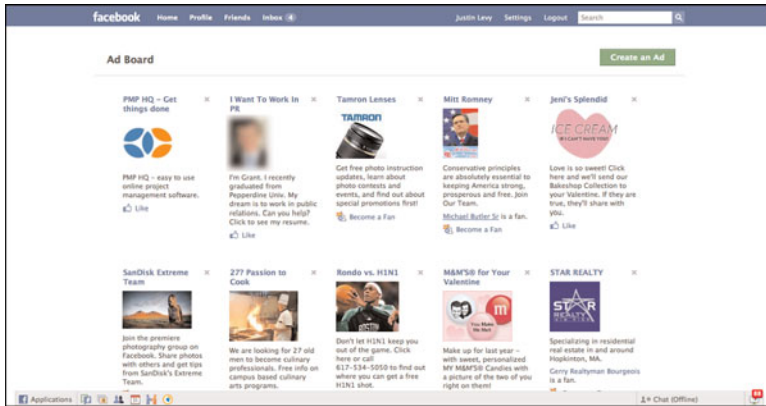 facebook Home Profile Friends Inbox 4 Justin Levy Settings Logout Search
Ad Board
Create an Ad
PMP HQ - Get
things done
PMP HQ - easy to use
online project
management software.
Like
I Want To Work In
PR
I'm Grant. I recently
graduated from
Pepperdine Univ. My
dream is to work in public
relations. Can you help?
Click to see my resume.
Like
Tamron Lenses
TAMRON
Get free photo instruction
updates, learn about
photo contests and
events, and find out about
special promotions first!
Become a Fan
Mitt Romney
Conservative principles
are absolutely essential to
keeping America strong,
prosperous and free. Join
Our Team.
Michael Butler Sr is a fan.
Become a Fan
Jeni's Splendid
ICE CREAM
Love is so sweet! Click
here and we'll send our
Bakeshop Collection to
your Valentine. If they are
true, they'll share with
you.
Like
SanDisk Extreme
Team
Join the premiere
photography group on
Facebook. Share photos
with others and get tips
from SanDisk's Extreme
Team.
27? Passion to
Cook
We are looking for 27 old
men to become culinary
professionals. Free info on
campus based culinary
arts programs.
Rondo vs. H1N1
Don't let H1N1 keep you
out of the game. Click
here or call
617-534-5050 to find out
where you can get a free
H1N1 shot.
M&M'S® for Your
Valentine
You Make
Me Melt
Make up for last year -
with sweet, personalized
MY M&M'S® Candies with
a picture of the two of you
right on them!
STAR REALTY
STAR
REALTY
Specializing in residential
real estate in and around
Hopkinton, MA.
Gerry Realtyman Bourgeois
is a fan.
Applications Chat (Offline)